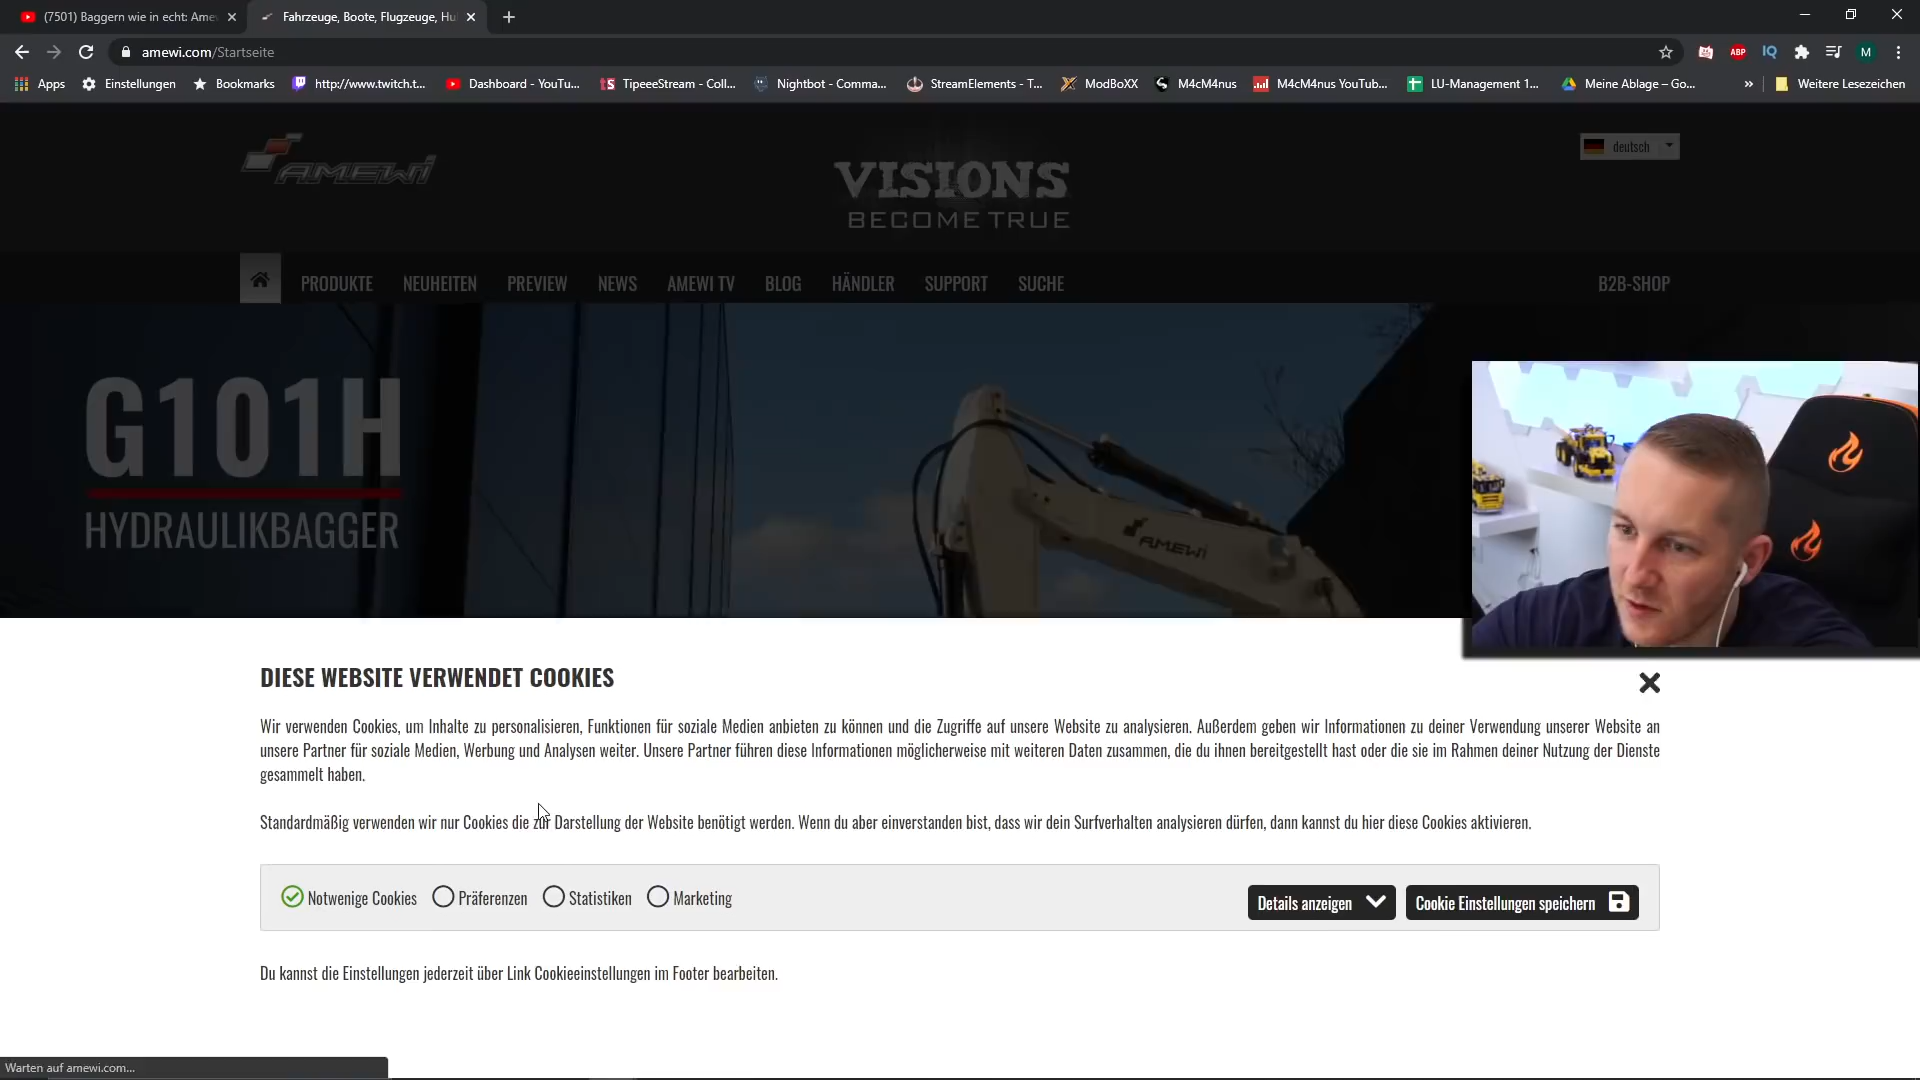 (7501) Baggern wie in echt: Ame
Fahrzeuge, Boote, Flugzeuge, Hu
amewi.com/Startseite
ABP
IQ
M
Apps
Einstellungen
Bookmarks
http://www.twitch.t...
Dashboard - YouTu...
TipeeeStream - Coll...
Nightbot - Comma...
StreamElements - T...
ModBoXX
M4cM4nus
M4cM4nus YouTub...
LU-Management 1...
Meine Ablage – Go...
»
Weitere Lesezeichen
AMEWI
VISIONS
BECOME TRUE
deutsch
PRODUKTE
NEUHEITEN
PREVIEW
NEWS
AMEWI TV
BLOG
HÄNDLER
SUPPORT
SUCHE
B2B-SHOP
G101H
HYDRAULIKBAGGER
AMEWI
DIESE WEBSITE VERWENDET COOKIES
Wir verwenden Cookies, um Inhalte zu personalisieren, Funktionen für soziale Medien anbieten zu können und die Zugriffe auf unsere Website zu analysieren. Außerdem geben wir Informationen zu deiner Verwendung unserer Website an
unsere Partner für soziale Medien, Werbung und Analysen weiter. Unsere Partner führen diese Informationen möglicherweise mit weiteren Daten zusammen, die du ihnen bereitgestellt hast oder die sie im Rahmen deiner Nutzung der Dienste
gesammelt haben.
Standardmäßig verwenden wir nur Cookies die zur Darstellung der Website benötigt werden. Wenn du aber einverstanden bist, dass wir dein Surfverhalten analysieren dürfen, dann kannst du hier diese Cookies aktivieren.
Notwenige Cookies
Präferenzen
Statistiken
Marketing
Details anzeigen
Cookie Einstellungen speichern
Du kannst die Einstellungen jederzeit über Link Cookieeinstellungen im Footer bearbeiten.
Warten auf amewi.com...